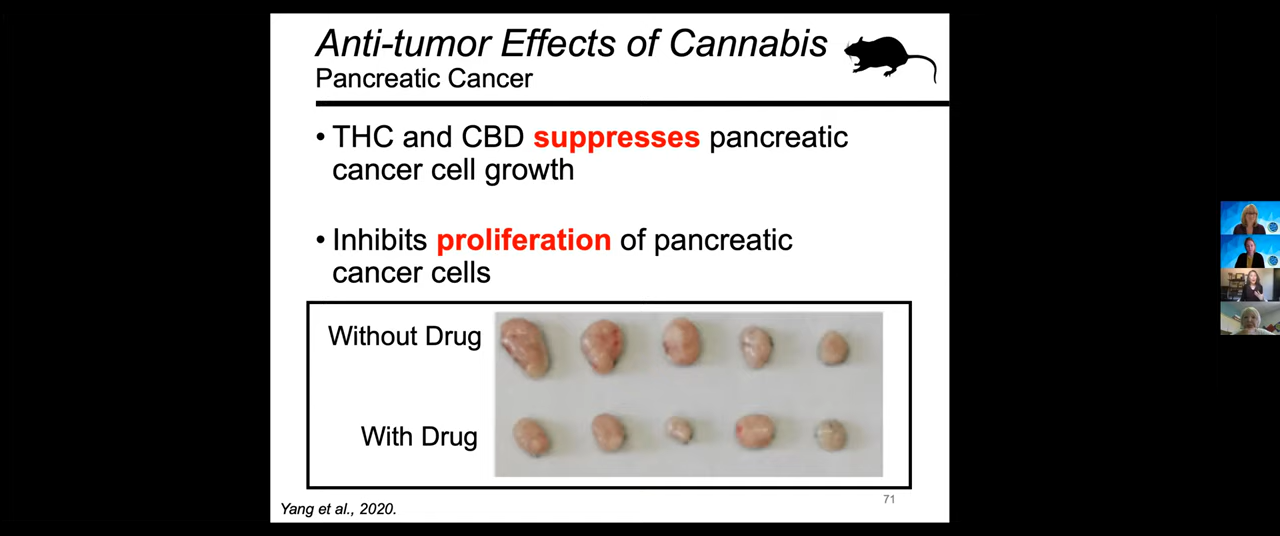 Anti-tumor Effects of Cannabis
Pancreatic Cancer
• THC and CBD suppresses pancreatic
cancer cell growth
• Inhibits proliferation of pancreatic
cancer cells
Without Drug
With Drug
71
Yang et al., 2020.